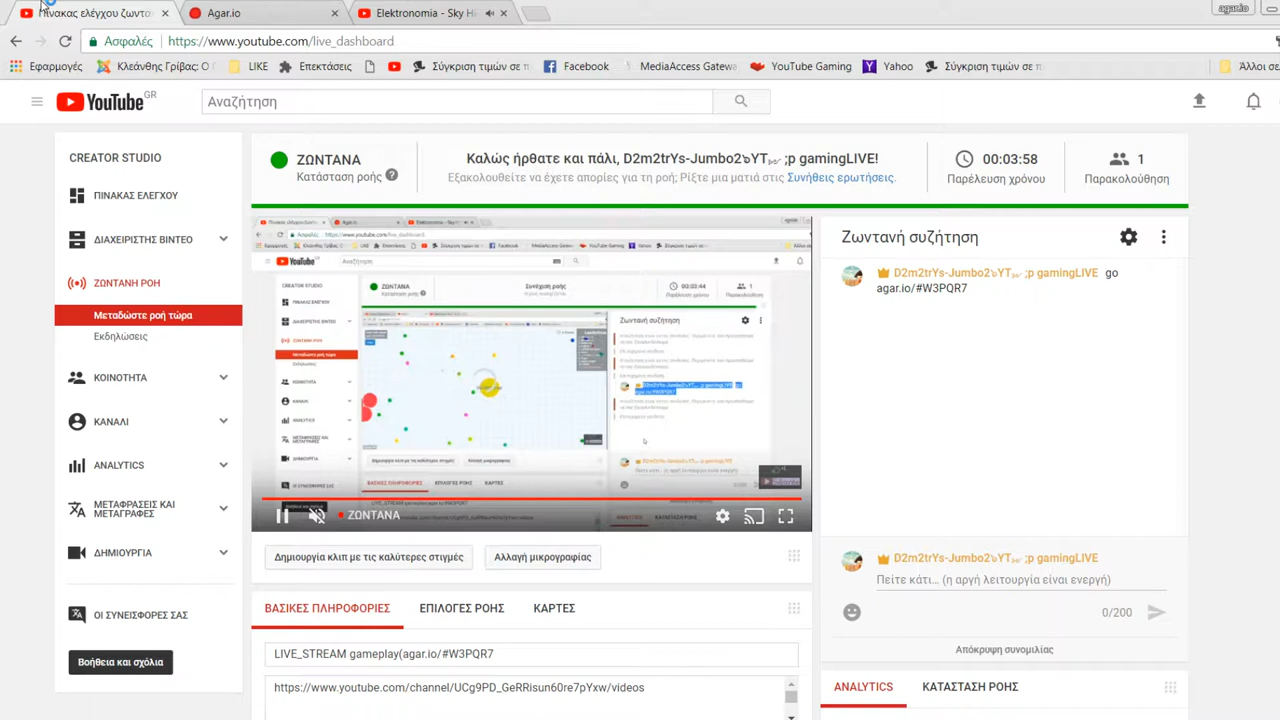 Πίνακας ελέγχου ζωντα
Agar.io
Elektronomia - Sky Hi
agario
Ασφαλές
https://www.youtube.com/live_dashboard
Εφαρμογές
Κλεάνθης Γρίβας: Ο Γ
LIKE
Επεκτάσεις
Σύγκριση τιμών σε π
Facebook
MediaAccess Gatewa
YouTube Gaming
Yahoo
Σύγκριση τιμών σε π
Άλλοι σε
YouTube GR
Αναζήτηση
CREATOR STUDIO
ΠΙΝΑΚΑΣ ΕΛΕΓΧΟΥ
ΔΙΑΧΕΙΡΙΣΤΗΣ ΒΙΝΤΕΟ
ΖΩΝΤΑΝΗ ΡΟΗ
Μεταδώστε ροή τώρα
Εκδηλώσεις
ΚΟΙΝΟΤΗΤΑ
ΚΑΝΑΛΙ
ANALYTICS
ΜΕΤΑΦΡΑΣΕΙΣ ΚΑΙ
ΜΕΤΑΓΡΑΦΕΣ
ΔΗΜΙΟΥΡΓΙΑ
ΟΙ ΣΥΝΕΙΣΦΟΡΕΣ ΣΑΣ
Βοήθεια και σχόλια
ΖΩΝΤΑΝΑ
Κατάσταση ροής
Καλώς ήρθατε και πάλι, ;p gamingLIVE!
Εξακολουθείτε να έχετε απορίες για τη ροή; Ρίξτε μια ματιά στις Συνήθεις ερωτήσεις.
00:03:58
Παρέλευση χρόνου
1
Παρακολούθηση
ΖΩΝΤΑΝΑ
Δημιουργία κλιπ με τις καλύτερες στιγμές
Αλλαγή μικρογραφίας
ΒΑΣΙΚΕΣ ΠΛΗΡΟΦΟΡΙΕΣ
ΕΠΙΛΟΓΕΣ ΡΟΗΣ
ΚΑΡΤΕΣ
LIVE_STREAM gameplay(agar.io/#W3PQR7
https://www.youtube.com/channel/UCg9PD_GeRRisun60re7pYxw/videos
Ζωντανή συζήτηση
;p gamingLIVE go
agar.io/#W3PQR7
;p gamingLIVE
Πείτε κάτι... (η αργή λειτουργία είναι ενεργή)
0/200
Απόκρυψη συνομιλίας
ANALYTICS
ΚΑΤΑΣΤΑΣΗ ΡΟΗΣ